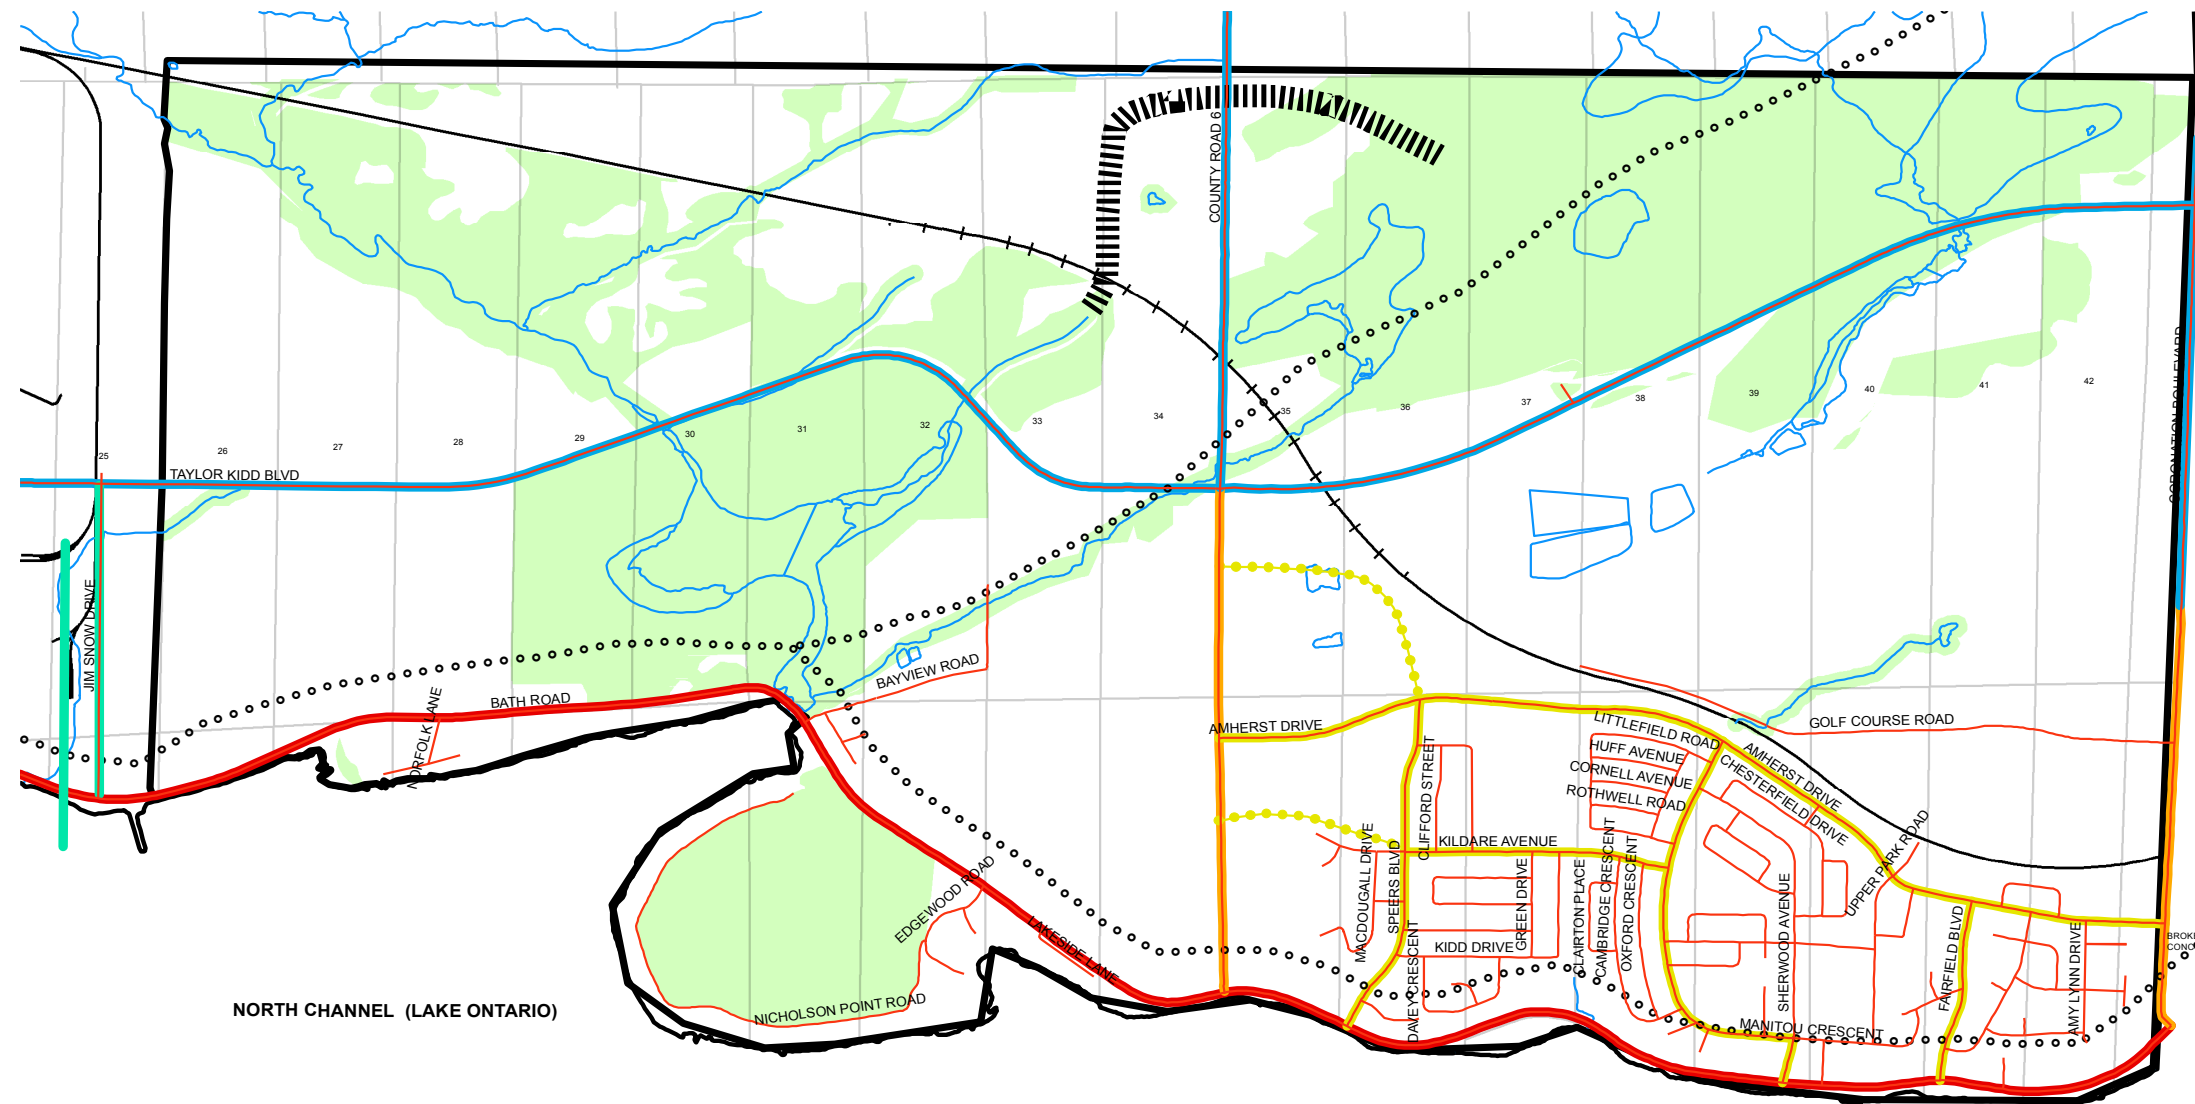 COUNTY ROAD 6
CORONATION BOULEVARD
42
41
40
39
38
37
36
35
34
33
32
31
30
29
28
27
26
25
TAYLOR KIDD BLVD
JIM SNOW DRIVE
NORFOLK LANE
BATH ROAD
BAYVIEW ROAD
AMHERST DRIVE
LITTLEFIELD ROAD
HUFF AVENUE
CORNELL AVENUE
ROTHWELL ROAD
AMHERST DRIVE
CHESTERFIELD DRIVE
GOLF COURSE ROAD
CLIFFORD STREET
KILDARE AVENUE
MACDOUGALL DRIVE
SPEERS BLVD
GREEN DRIVE
CLAIRTON PLACE
CAMBRIDGE CRESCENT
OXFORD CRESCENT
SHERWOOD AVENUE
UPPER PARK ROAD
FAIRFIELD BLVD
AMY LYNN DRIVE
KIDD DRIVE
DAVEY CRESCENT
MANITOU CRESCENT
EDGEWOOD ROAD
LAKESIDE LANE
NICHOLSON POINT ROAD
NORTH CHANNEL (LAKE ONTARIO)